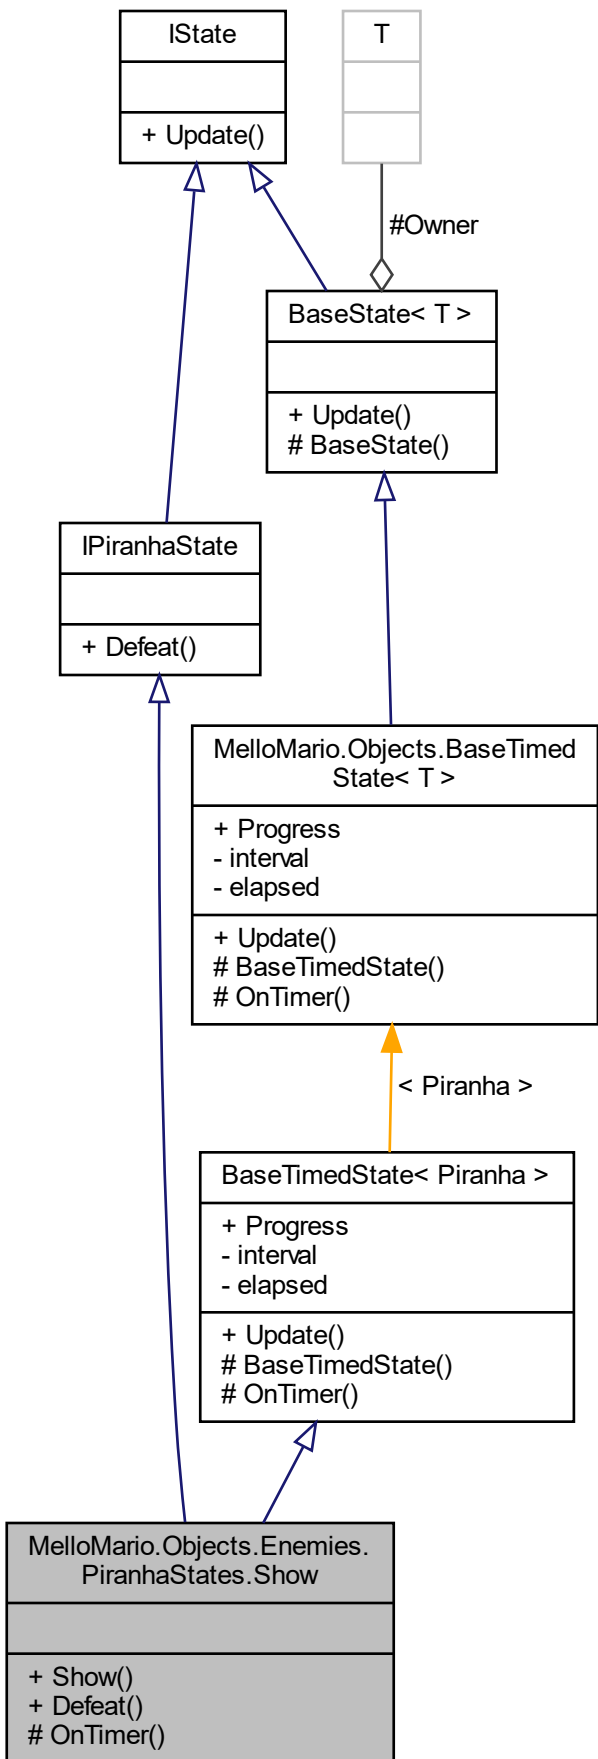 IState
+ Update()
T
#Owner
BaseState< T >
+ Update()
# BaseState()
IPiranhaState
+ Defeat()
MelloMario.Objects.BaseTimed
State< T >
+ Progress
- interval
- elapsed
+ Update()
# BaseTimedState()
# OnTimer()
< Piranha >
BaseTimedState< Piranha >
+ Progress
- interval
- elapsed
+ Update()
# BaseTimedState()
# OnTimer()
MelloMario.Objects.Enemies.
PiranhaStates.Show
+ Show()
+ Defeat()
# OnTimer()